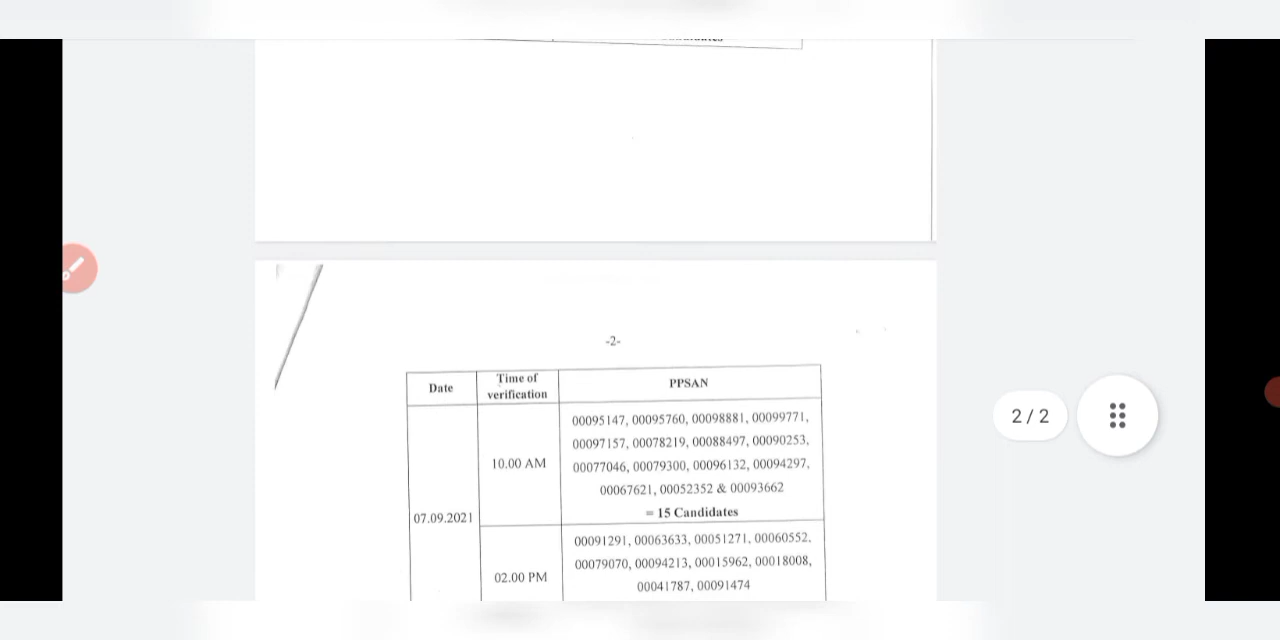 -2-
Date
Time of
verification
PPSAN
07.09.2021
10.00 AM
00095147, 00095760, 00098881, 00099771,
00097157, 00078219, 00088497, 00090253,
00077046, 00079300, 00096132, 00094297,
00067621, 00052352 & 00093662
= 15 Candidates
02.00 PM
00091291, 00063633, 00051271, 00060552,
00079070, 00094213, 00015962, 00018008,
00041787, 00091474
2 / 2